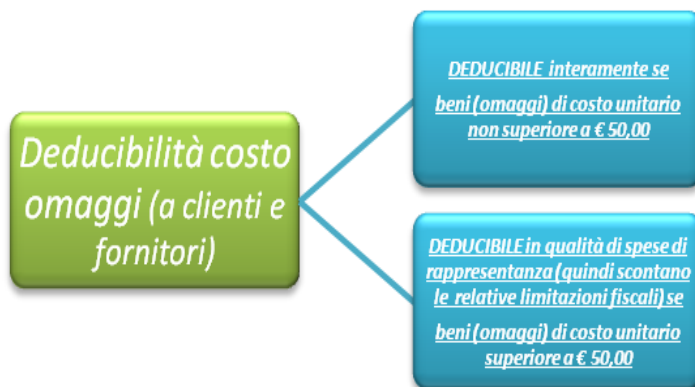 Deducibilità costo
omaggi (a clienti e
fornitori)
DEDUCIBILE interamente se
beni (omaggi) di costo unitario
non superiore a € 50,00
DEDUCIBILE in qualità di spese di
rappresentanza (quindi scontano
le relative limitazioni fiscali) se
beni (omaggi) di costo unitario
superiore a € 50,00